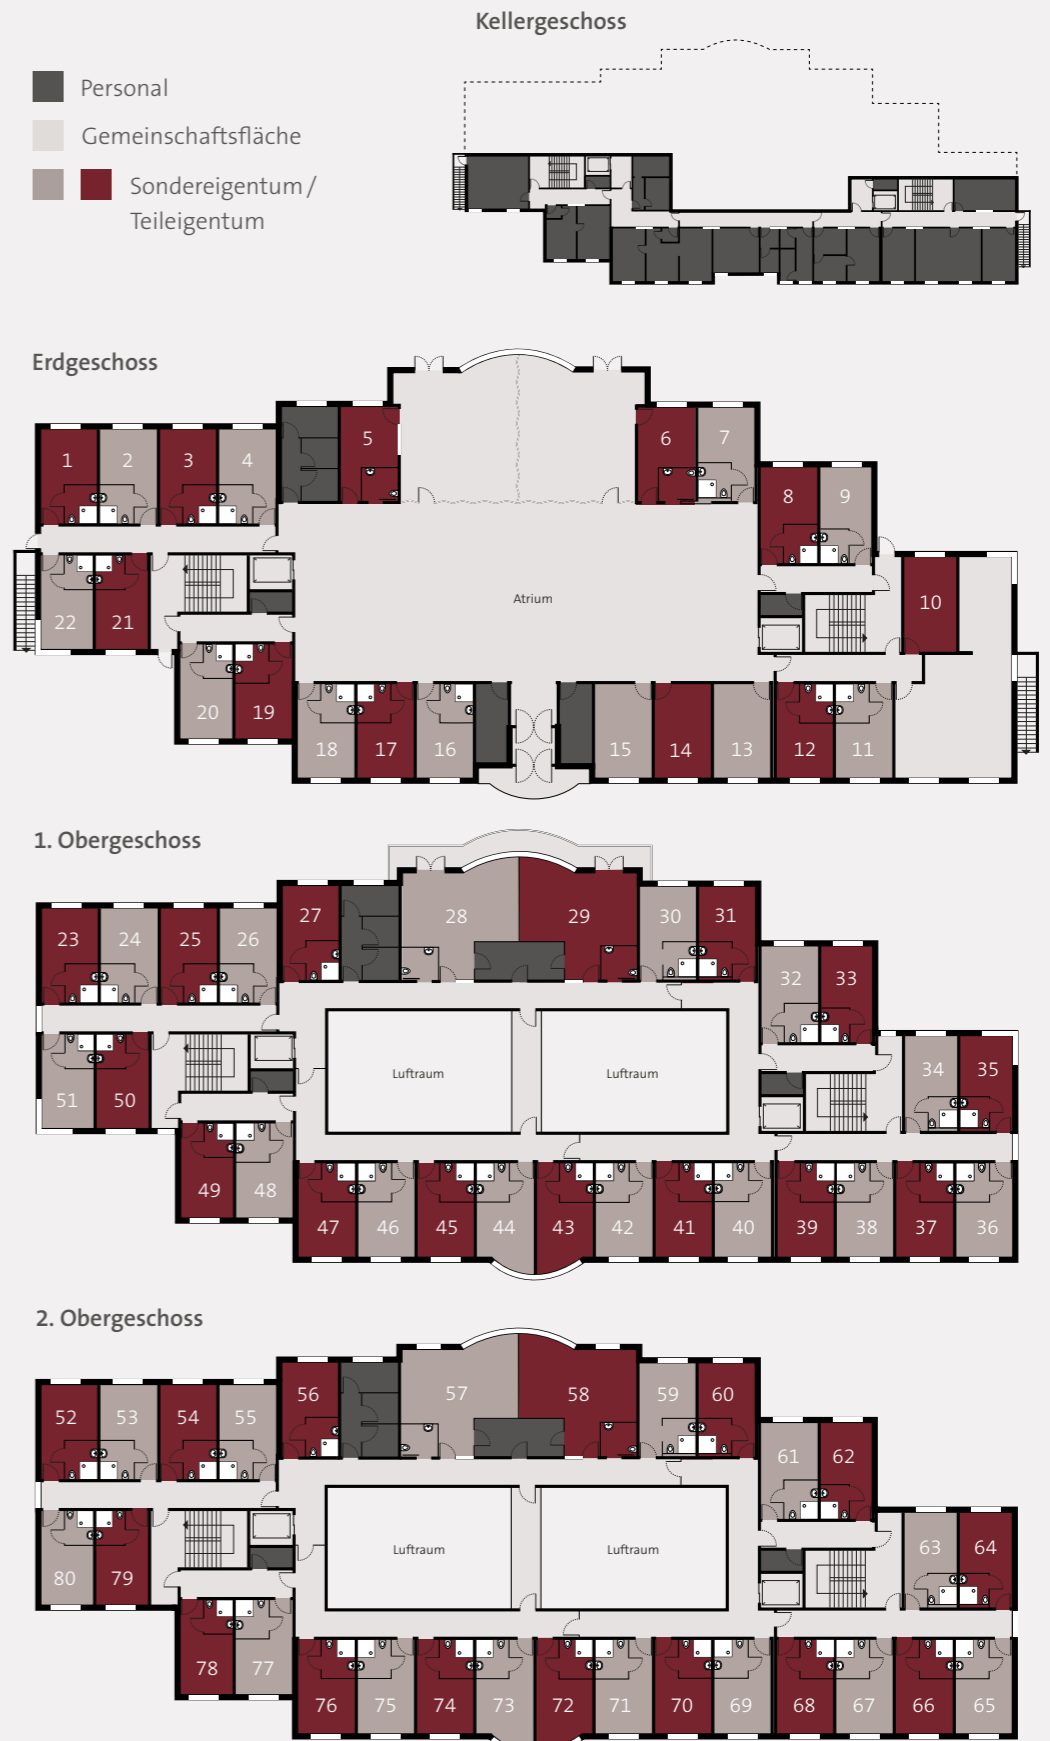 Kellergeschoss
Personal
Gemeinschaftsfläche
Sondereigentum /
Teileigentum
Erdgeschoss
1 2 3 4 5 6 7 8 9
10
22 21
Atrium
20 19
18 17 16 15 14 13 12 11
1. Obergeschoss
23 24 25 26 27 28 29 30 31 32 33
34 35
51 50
Luftraum Luftraum
49 48
47 46 45 44 43 42 41 40 39 38 37 36
2. Obergeschoss
52 53 54 55 56 57 58 59 60 61 62
63 64
80 79
Luftraum Luftraum
78 77
76 75 74 73 72 71 70 69 68 67 66 65